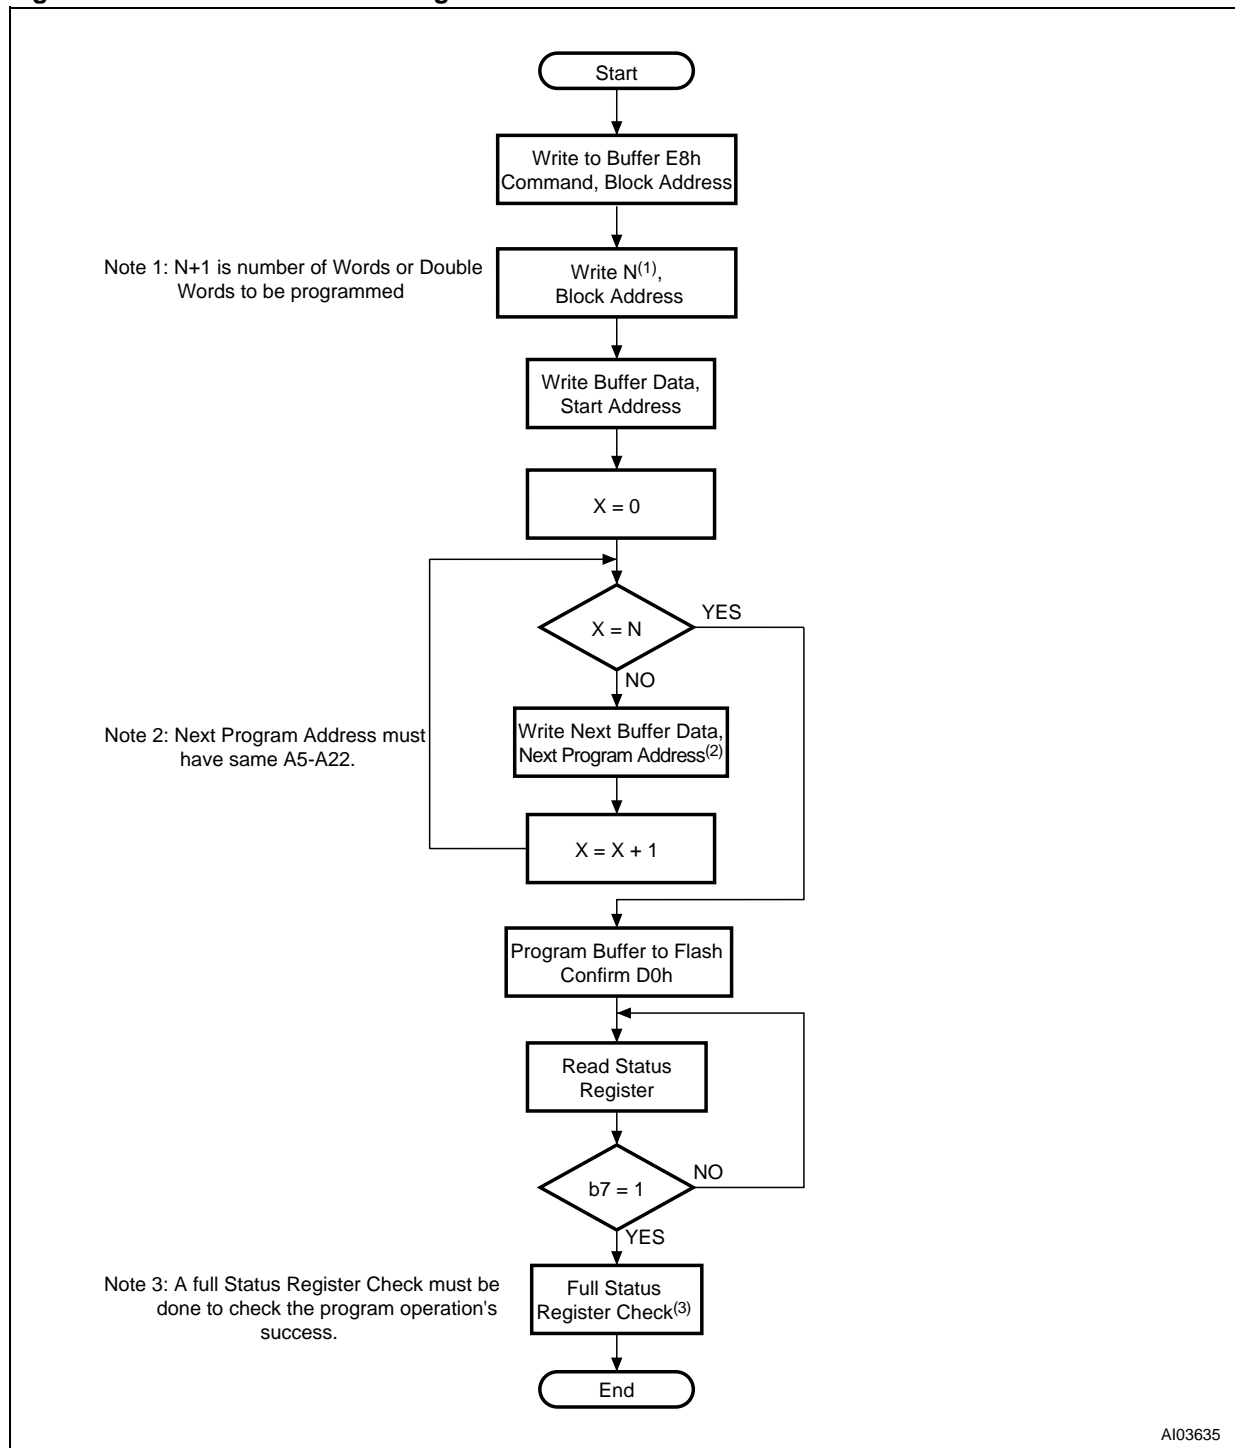 Start
Write to Buffer E8h
Command, Block Address
Note 1: N+1 is number of Words or Double
Words to be programmed
Write N(1),
Block Address
Write Buffer Data,
Start Address
X = 0
X = N
YES
NO
Note 2: Next Program Address must
have same A5-A22.
Write Next Buffer Data,
Next Program Address(2)
X = X + 1
Program Buffer to Flash
Confirm D0h
Read Status
Register
b7 = 1
NO
YES
Note 3: A full Status Register Check must be
done to check the program operation's
success.
Full Status
Register Check(3)
End
AI03635